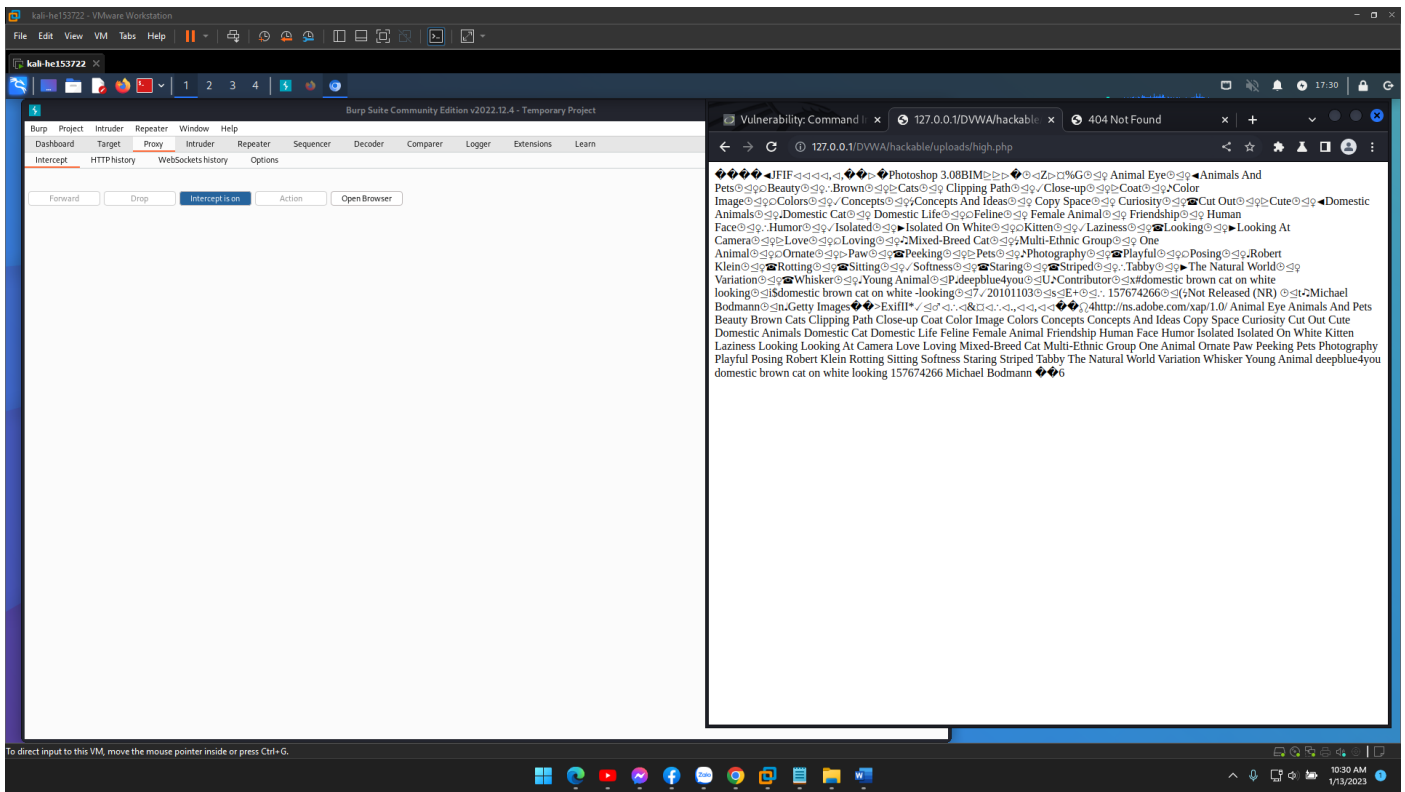 kali-he153722 - VMware Workstation
File Edit View VM Tabs Help
kali-he153722
1 2 3 4
17:30
Burp Suite Community Edition v2022.12.4 - Temporary Project
Burp Project Intruder Repeater Window Help
Dashboard Target Proxy Intruder Repeater Sequencer Decoder Comparer Logger Extensions Learn
Intercept HTTP history WebSockets history Options
Forward Drop Intercept is on Action Open Browser
Vulnerability: Command I
127.0.0.1/DVWA/hackable
404 Not Found
127.0.0.1/DVWA/hackable/uploads/high.php
����◄JFIF◁◁◁◁,◁,��▷�Photoshop 3.08BIM⊵⊵▷�⊙◁Z▷¤%G⊙⊴♀ Animal Eye⊙⊴♀◄Animals And
Pets⊙⊴♀Beauty⊙⊴♀∴Brown⊙⊴♀⊵Cats⊙⊴♀ Clipping Path⊙⊴♀✓Close-up⊙⊴♀⊵Coat⊙⊴♀♪Color
Image⊙⊴♀Colors⊙⊴♀✓Concepts⊙⊴♀Concepts And Ideas⊙⊴♀ Copy Space⊙⊴♀ Curiosity⊙⊴♀☎Cut Out⊙⊴♀⊵Cute⊙⊴♀◄Domestic
Animals⊙⊴♀Domestic Cat⊙⊴♀ Domestic Life⊙⊴♀Feline⊙⊴♀ Female Animal⊙⊴♀ Friendship⊙⊴♀ Human
Face⊙⊴♀∴Humor⊙⊴♀✓Isolated⊙⊴♀►Isolated On White⊙⊴♀Kitten⊙⊴♀✓Laziness⊙⊴♀☎Looking⊙⊴♀►Looking At
Camera⊙⊴♀⊵Love⊙⊴♀Loving⊙⊴♀♫Mixed-Breed Cat⊙⊴♀Multi-Ethnic Group⊙⊴♀ One
Animal⊙⊴♀Ornate⊙⊴♀▷Paw⊙⊴♀☎Peeking⊙⊴♀⊵Pets⊙⊴♀♪Photography⊙⊴♀☎Playful⊙⊴♀Posing⊙⊴♀Robert
Klein⊙⊴♀☎Rotting⊙⊴♀☎Sitting⊙⊴♀✓Softness⊙⊴♀☎Staring⊙⊴♀☎Striped⊙⊴♀∴Tabby⊙⊴♀►The Natural World⊙⊴♀
Variation⊙⊴♀☎Whisker⊙⊴♀Young Animal⊙⊴Pdeepblue4you⊙⊴U♪Contributor⊙⊴x#domestic brown cat on white
looking⊙⊴i$domestic brown cat on white -looking⊙⊴7✓20101103⊙⊴s⊴E+⊙⊴∴ 157674266⊙⊴(Not Released (NR) ⊙⊴t♫Michael
Bodmann⊙⊴nGetty Images��>ExifII*✓⊴♂◁∴◁&¤◁∴◁.,◁◁,◁◁��4http://ns.adobe.com/xap/1.0/ Animal Eye Animals And Pets
Beauty Brown Cats Clipping Path Close-up Coat Color Image Colors Concepts Concepts And Ideas Copy Space Curiosity Cut Out Cute
Domestic Animals Domestic Cat Domestic Life Feline Female Animal Friendship Human Face Humor Isolated Isolated On White Kitten
Laziness Looking Looking At Camera Love Loving Mixed-Breed Cat Multi-Ethnic Group One Animal Ornate Paw Peeking Pets Photography
Playful Posing Robert Klein Rotting Sitting Softness Staring Striped Tabby The Natural World Variation Whisker Young Animal deepblue4you
domestic brown cat on white looking 157674266 Michael Bodmann ��6
To direct input to this VM, move the mouse pointer inside or press Ctrl+G.
Zalo
10:30 AM
1/13/2023
1